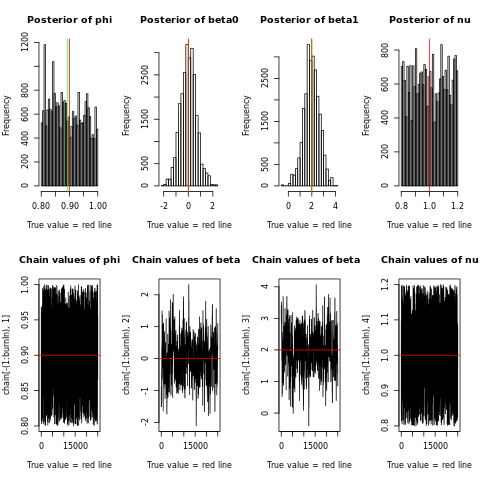 Posterior of phi
Posterior of beta0
Posterior of beta1
Posterior of nu
Frequency
0 200 400 600 800 1200
0.80 0.90 1.00
True value = red line
Frequency
0 500 1500 2500
-2 0 2
True value = red line
Frequency
0 500 1500 2500
0 2 4
True value = red line
Frequency
0 200 400 600 800
0.8 1.0 1.2
True value = red line
Chain values of phi
Chain values of beta
Chain values of beta
Chain values of nu
chain[-(1:burnIn), 1]
0.80 0.85 0.90 0.95 1.00
0 15000
True value = red line
chain[-(1:burnIn), 2]
-2 -1 0 1 2
0 15000
True value = red line
chain[-(1:burnIn), 3]
0 1 2 3 4
0 15000
True value = red line
chain[-(1:burnIn), 4]
0.8 0.9 1.0 1.1 1.2
0 15000
True value = red line